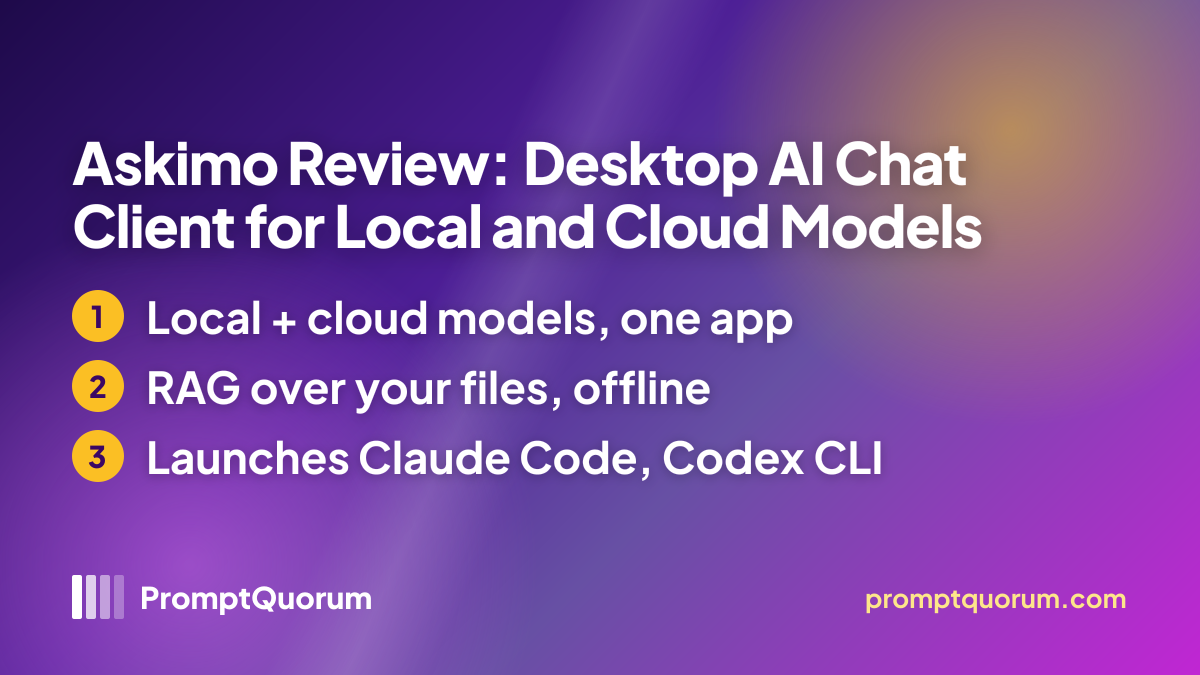 Askimo Review: Desktop AI Chat
Client for Local and Cloud Models
1 Local + cloud models, one app
2 RAG over your files, offline
3 Launches Claude Code, Codex CLI
PromptQuorum
promptquorum.com